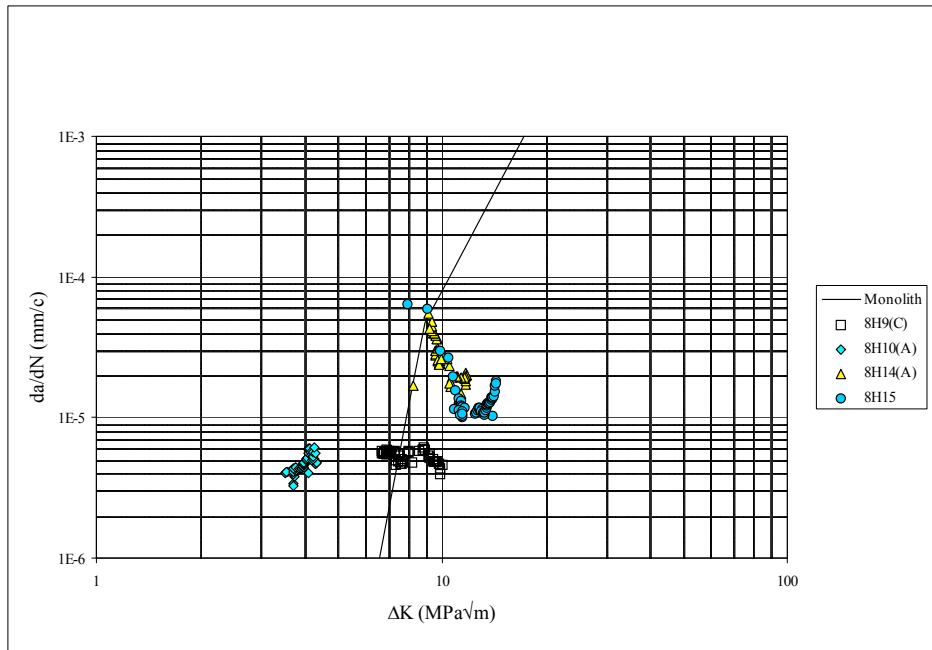 1E-3
1E-4
1E-5
1E-6
da/dN (mm/c)
1
10
100
ΔK (MPa√m)
Monolith
8H9(C)
8H10(A)
8H14(A)
8H15